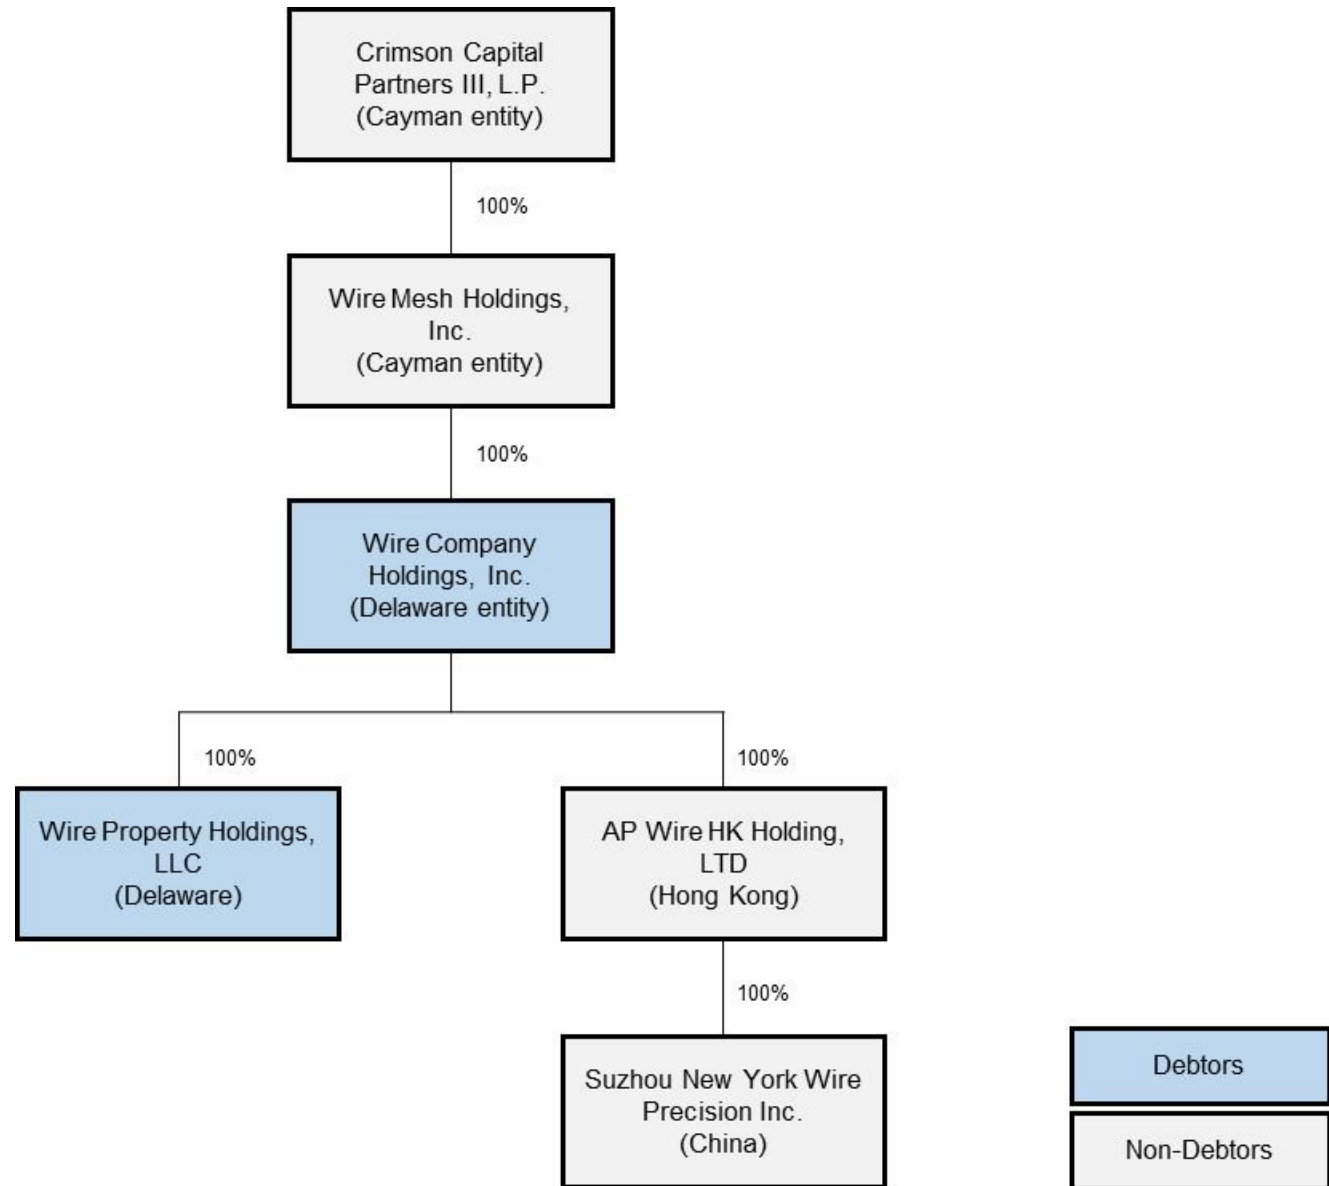 Crimson Capital
Partners III, L.P.
(Cayman entity)
100%
Wire Mesh Holdings,
Inc.
(Cayman entity)
100%
Wire Company
Holdings, Inc.
(Delaware entity)
100%
100%
Wire Property Holdings,
LLC
(Delaware)
AP Wire HK Holding,
LTD
(Hong Kong)
100%
Suzhou New York Wire
Precision Inc.
(China)
Debtors
Non-Debtors